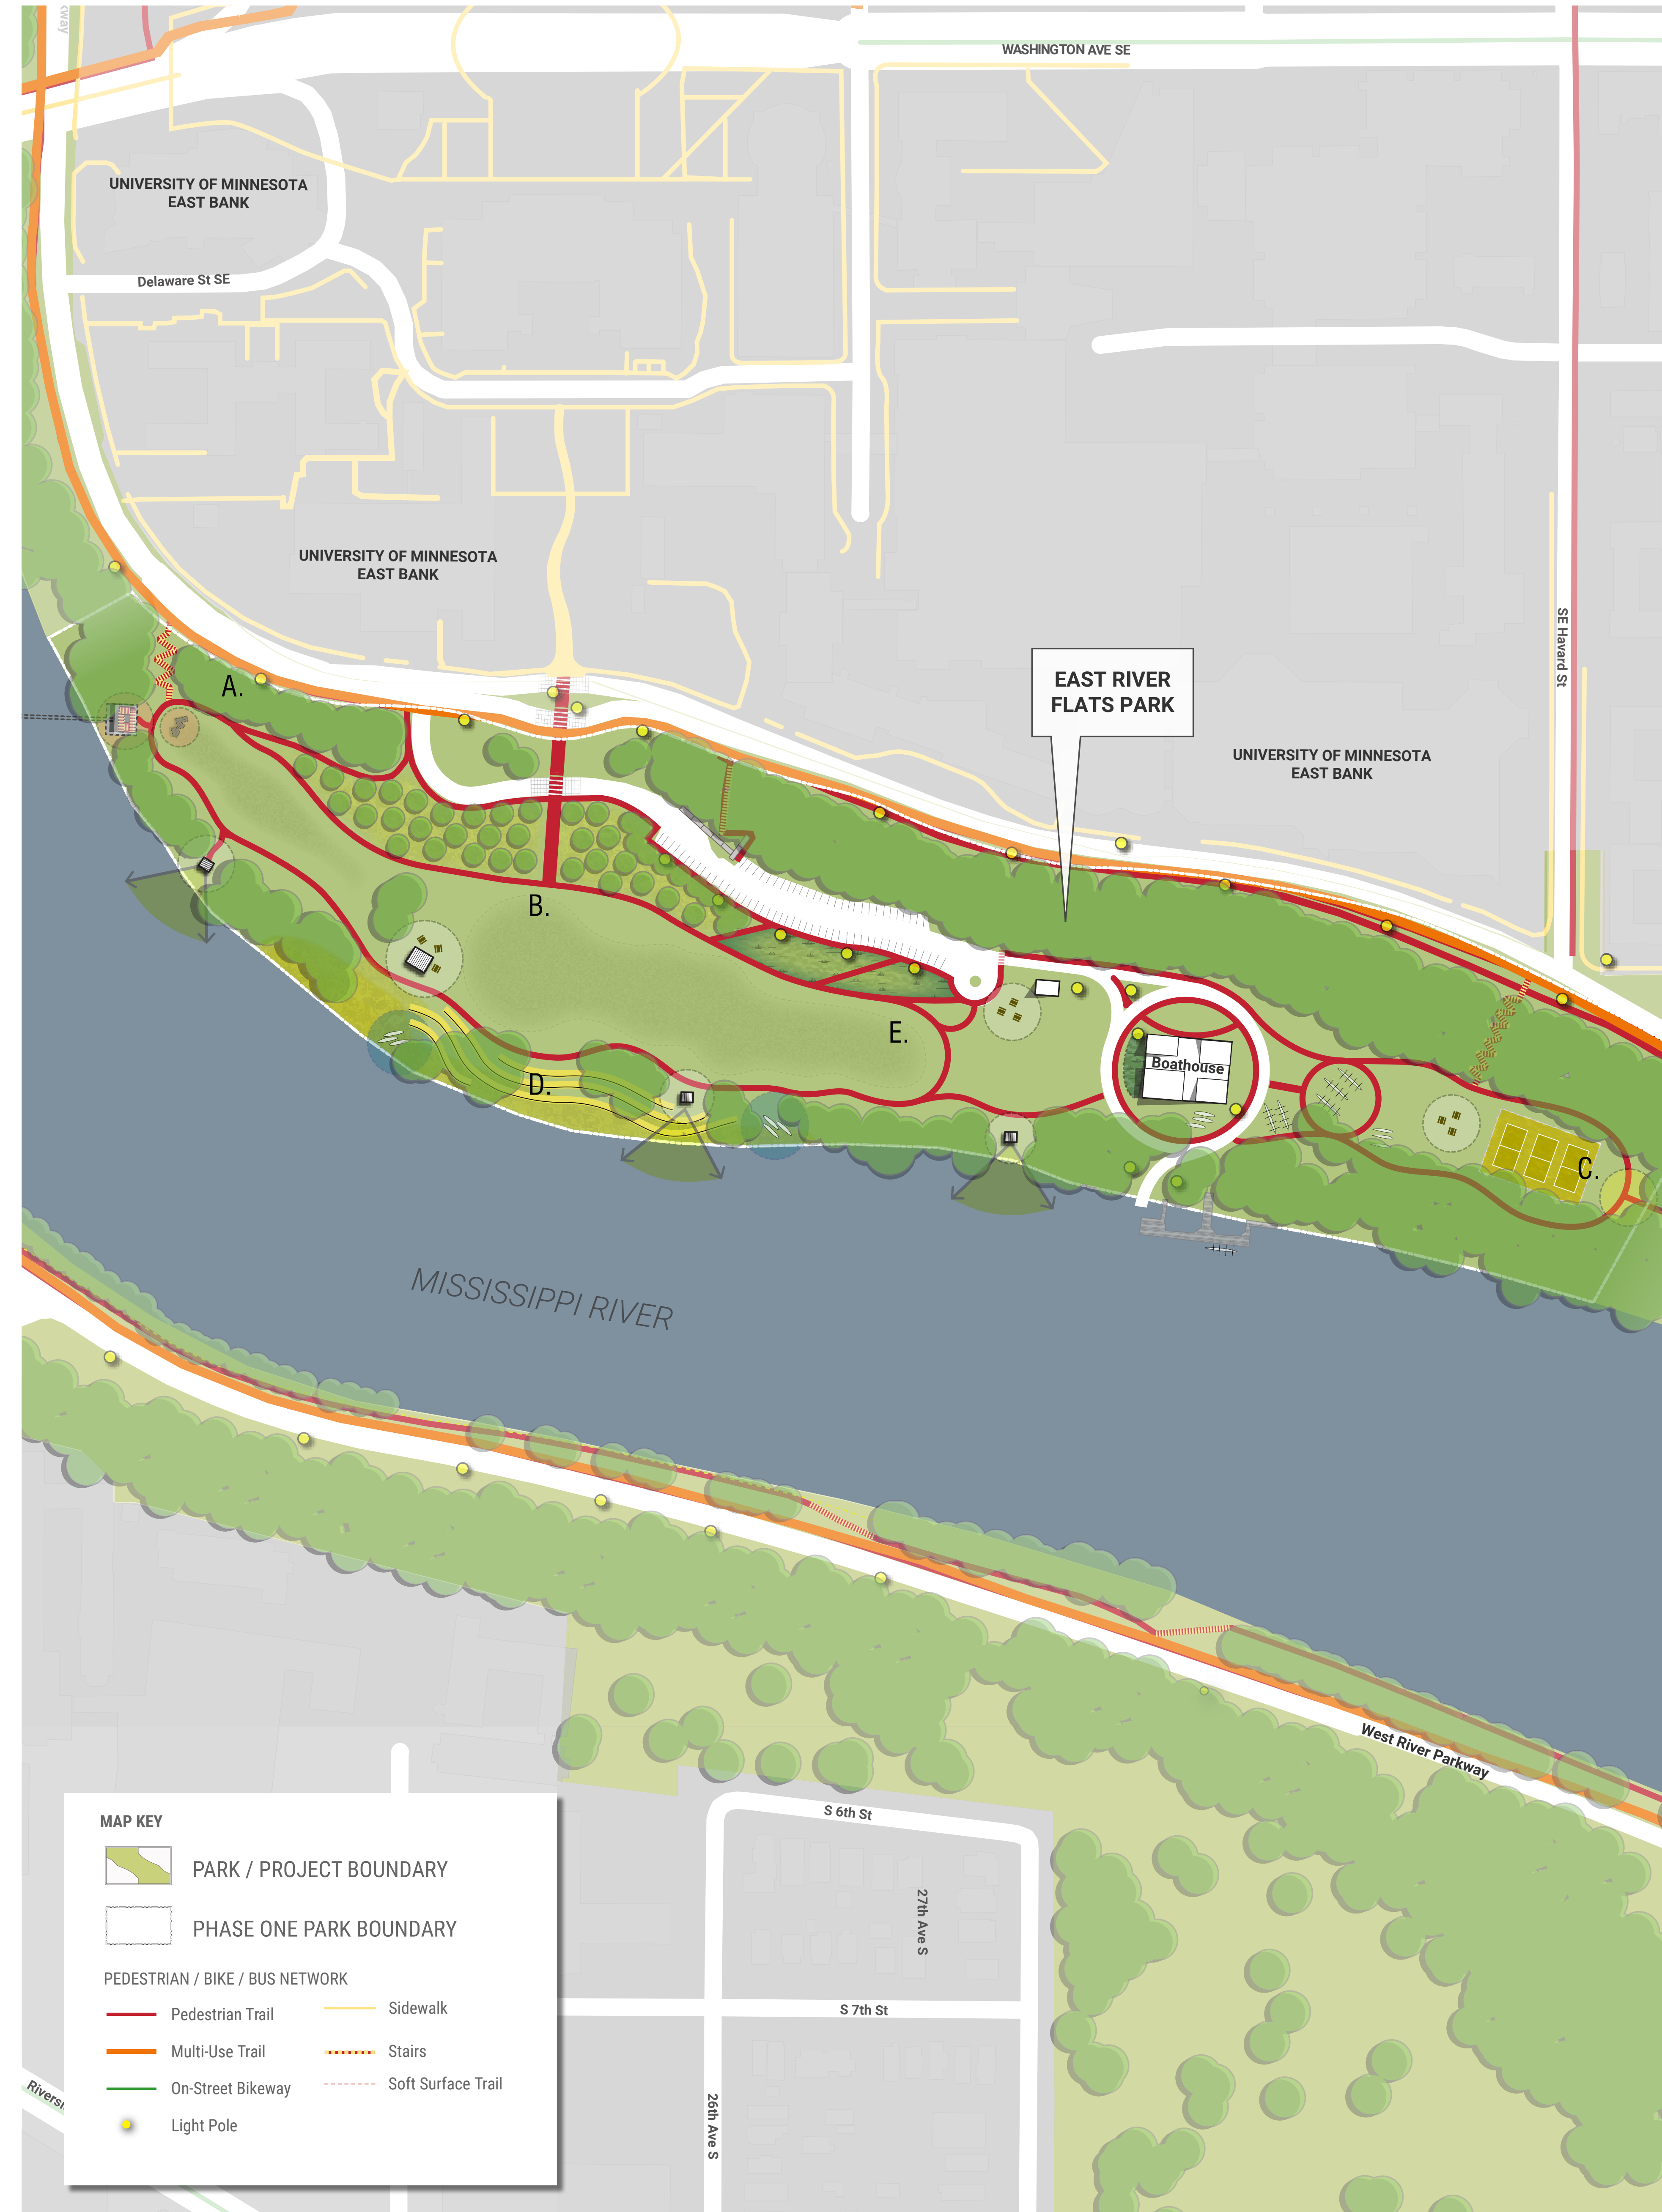 kway
WASHINGTON AVE SE
UNIVERSITY OF MINNESOTA
EAST BANK
Delaware St SE
UNIVERSITY OF MINNESOTA
EAST BANK
SE Havard St
EAST RIVER
FLATS PARK
A.
UNIVERSITY OF MINNESOTA
EAST BANK
B.
E.
Boathouse
D.
C.
MISSISSIPPI RIVER
West River Parkway
S 6th St
27th Ave S
S 7th St
26th Ave S
MAP KEY
PARK / PROJECT BOUNDARY
PHASE ONE PARK BOUNDARY
PEDESTRIAN / BIKE / BUS NETWORK
Pedestrian Trail
Sidewalk
Multi-Use Trail
Stairs
On-Street Bikeway
Soft Surface Trail
Light Pole